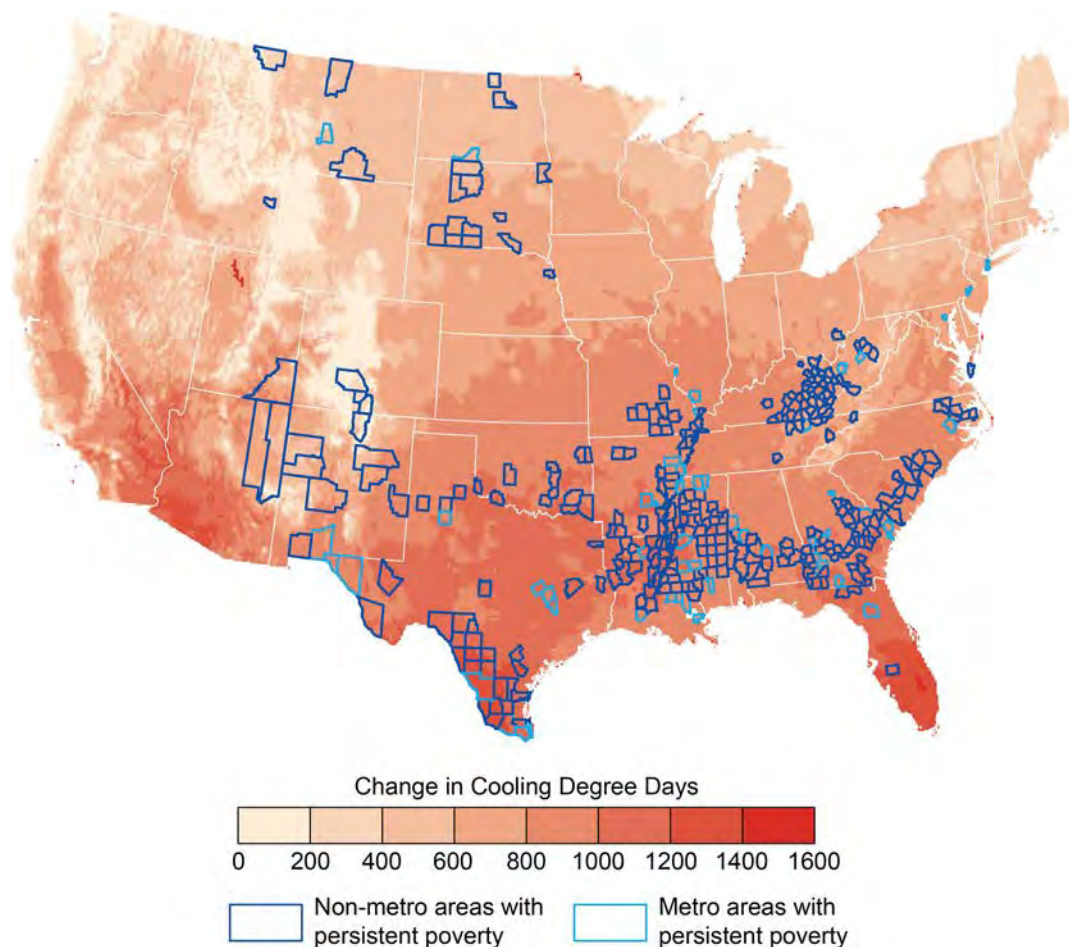 Change in Cooling Degree Days
0 200 400 600 800 1000 1200 1400 1600
Non-metro areas with
persistent poverty
Metro areas with
persistent poverty